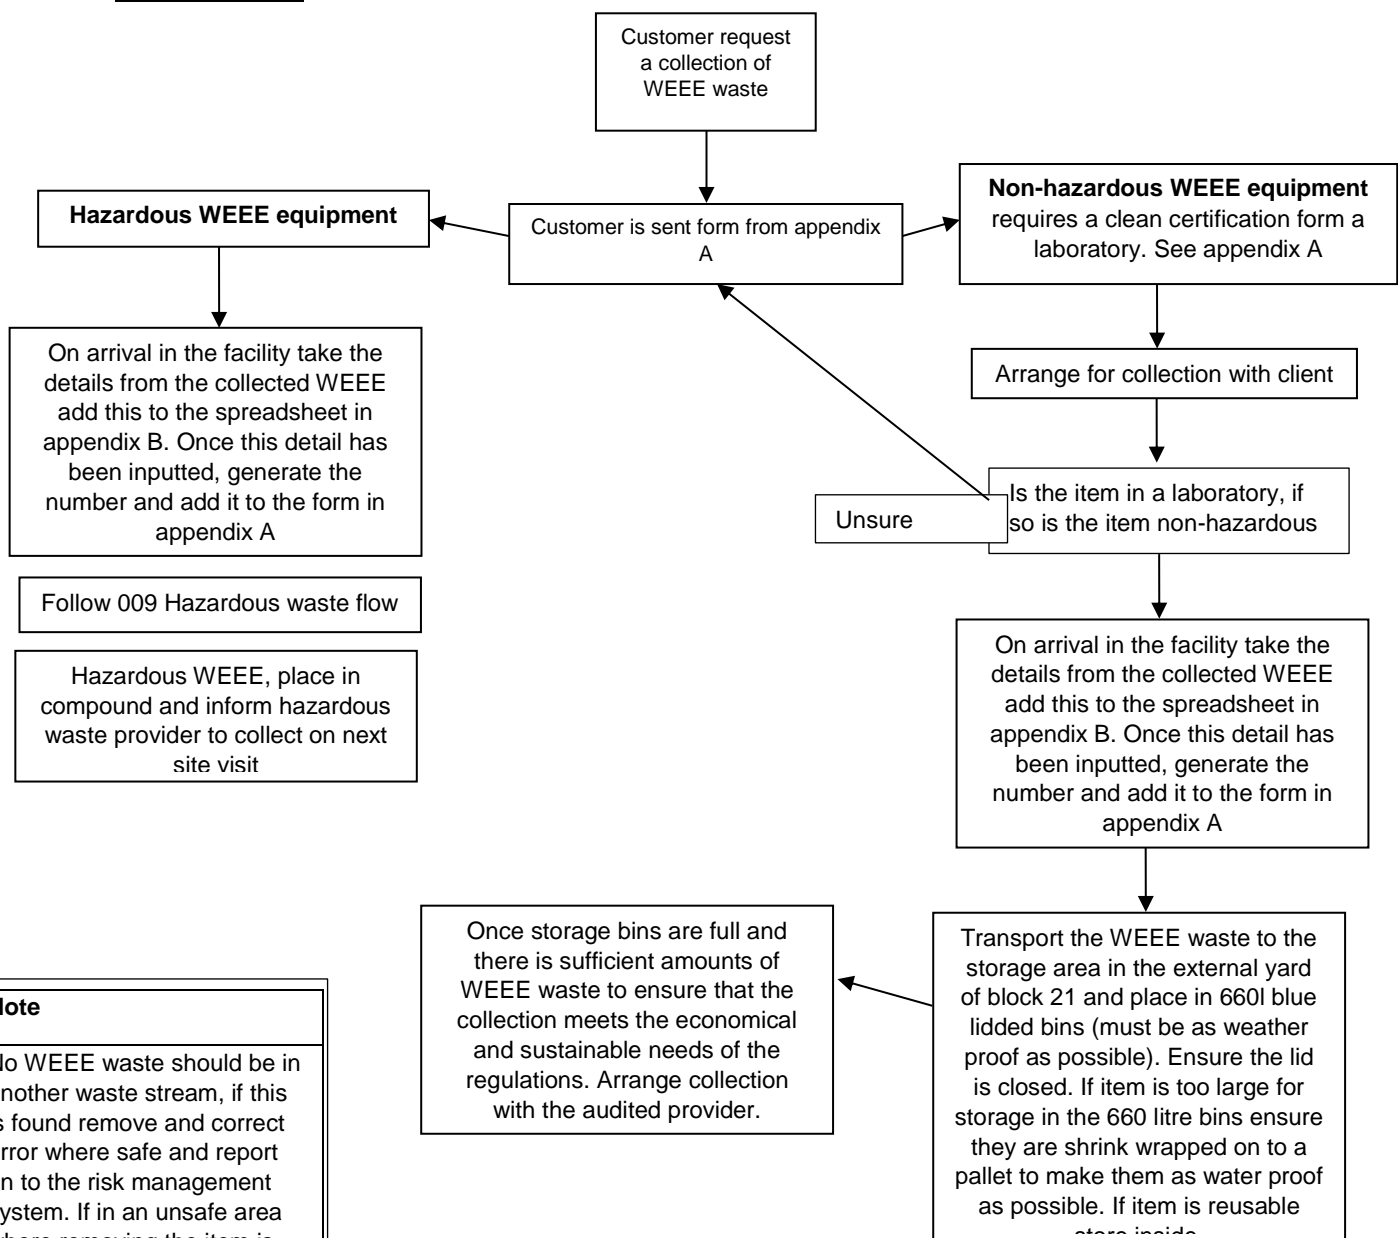 Customer request
a collection of
WEEE waste
Hazardous WEEE equipment
Customer is sent form from appendix
A
Non-hazardous WEEE equipment
requires a clean certification form a
laboratory. See appendix A
On arrival in the facility take the
details from the collected WEEE
add this to the spreadsheet in
appendix B. Once this detail has
been inputted, generate the
number and add it to the form in
appendix A
Arrange for collection with client
Is the item in a laboratory, if
so is the item non-hazardous
Unsure
Follow 009 Hazardous waste flow
Hazardous WEEE, place in
compound and inform hazardous
waste provider to collect on next
site visit
On arrival in the facility take the
details from the collected WEEE
add this to the spreadsheet in
appendix B. Once this detail has
been inputted, generate the
number and add it to the form in
appendix A
Once storage bins are full and
there is sufficient amounts of
WEEE waste to ensure that the
collection meets the economical
and sustainable needs of the
regulations. Arrange collection
with the audited provider.
Transport the WEEE waste to the
storage area in the external yard
of block 21 and place in 660l blue
lidded bins (must be as weather
proof as possible). Ensure the lid
is closed. If item is too large for
storage in the 660 litre bins ensure
they are shrink wrapped on to a
pallet to make them as water proof
as possible. If item is reusable
store inside
WEEE waste should be in
waste stream, if this
found remove and correct
where safe and report
to the risk management
If in an unsafe area
removing the item is